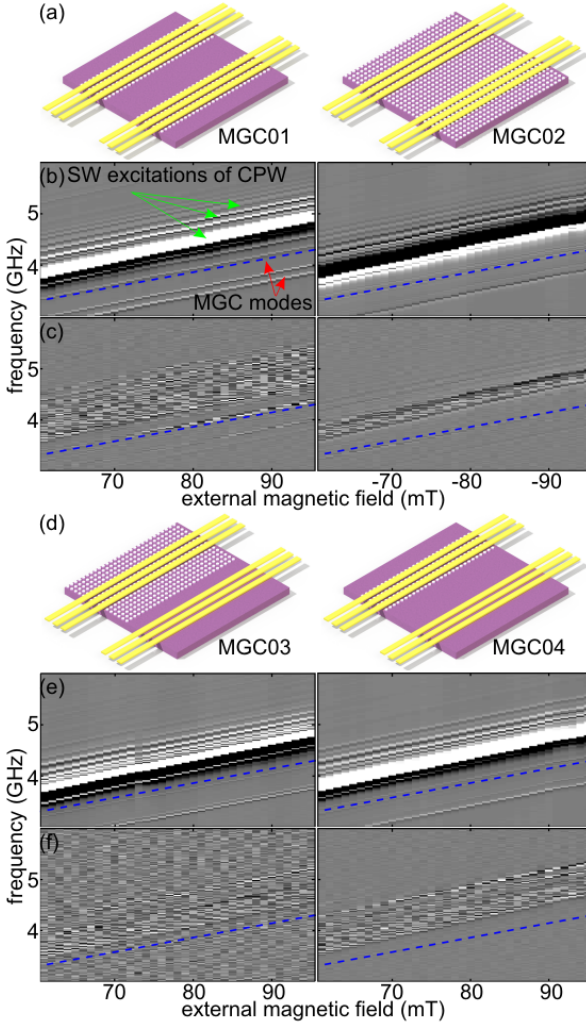 (a)
MGC01 MGC02
(b) SW excitations of CPW
5
4
MGC modes
frequency (GHz)
(c)
5
4
70 80 90 -70 -80 -90
external magnetic field (mT)
(d)
MGC03 MGC04
(e)
5
4
frequency (GHz)
(f)
5
4
70 80 90 70 80 90
external magnetic field (mT)